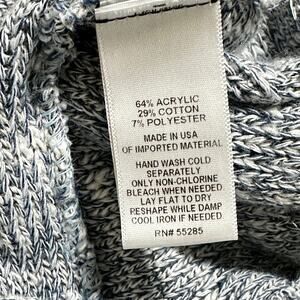 64% ACRYLIC
29% COTTON
7% POLYESTER
MADE IN USA
OF IMPORTED MATERIAL
HAND WASH COLD
SEPARATELY
ONLY NON-CHLORINE
BLEACH WHEN NEEDED
LAY FLAT TO DRY
RESHAPE WHILE DAMP
COOL IRON IF NEEDED
RN# 55285